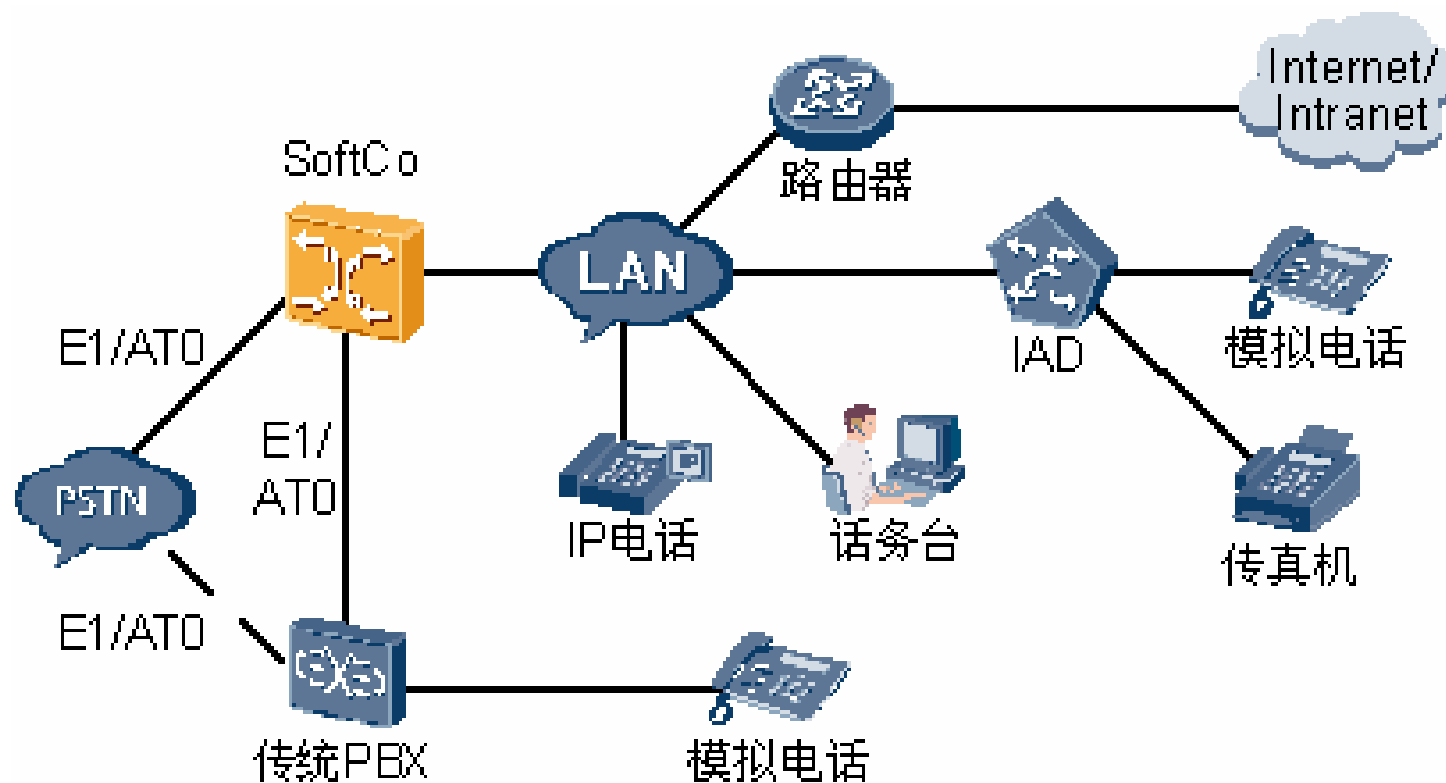 Internet/
Intranet
路由器
SoftCo
LAN
E1/AT0
IAD
模拟电话
E1/
AT0
PSTN
IP电话
话务台
传真机
E1/AT0
传统PBX
模拟电话